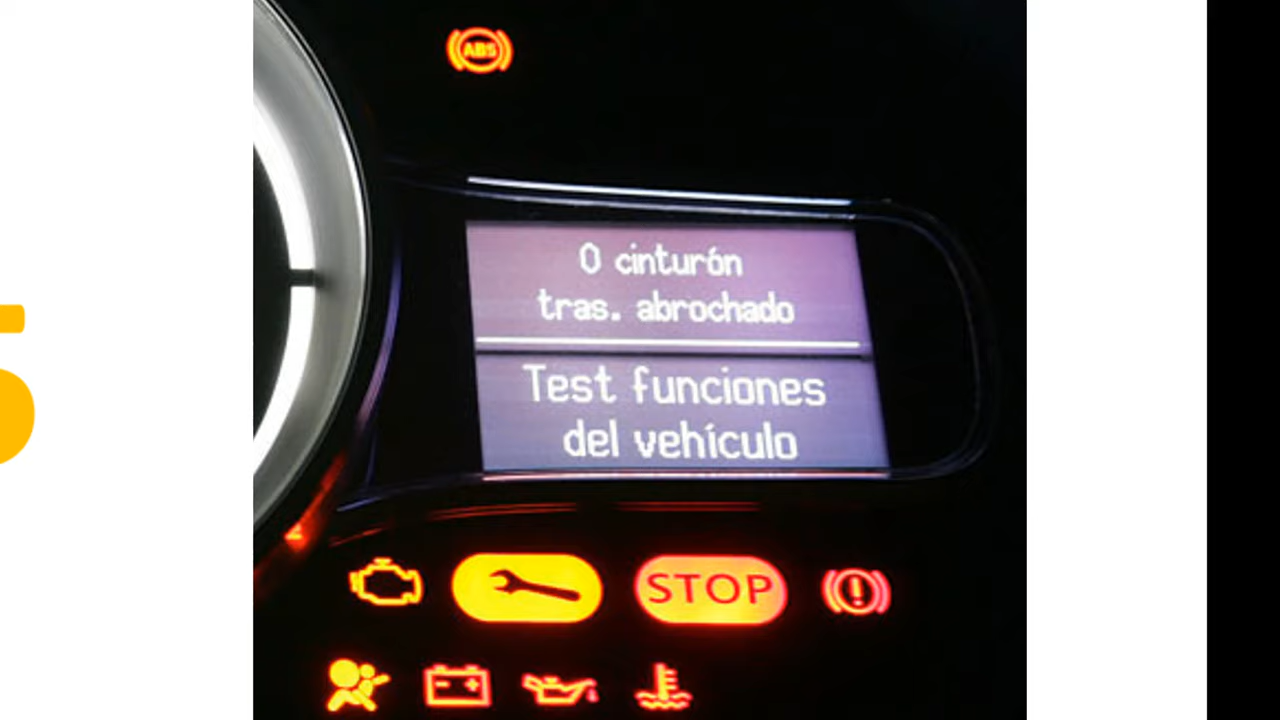 ABS
0 cinturón
tras. abrochado
Test funciones
del vehículo
STOP